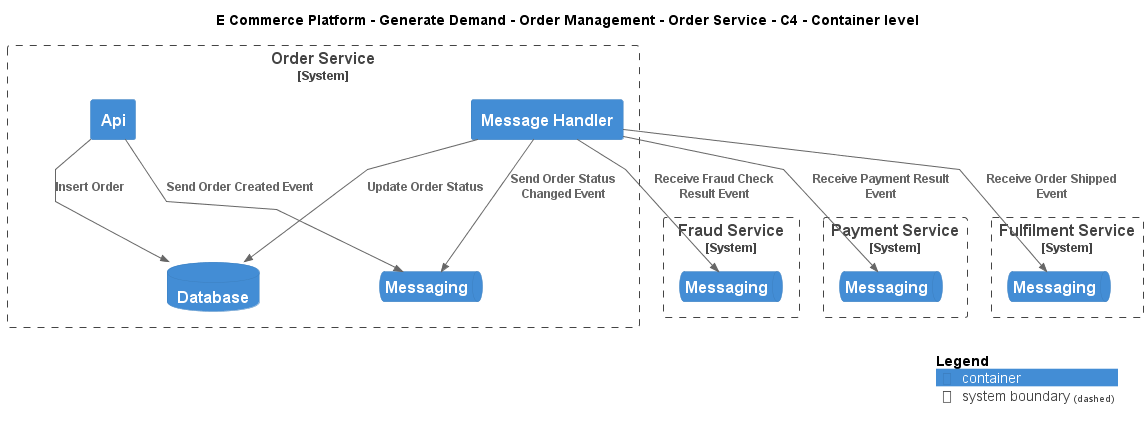 E Commerce Platform - Generate Demand - Order Management - Order Service - C4 - Container level
Order Service
[System]
Api
Message Handler
Insert Order
Send Order Created Event
Update Order Status
Send Order Status
Changed Event
Receive Fraud Check
Result Event
Receive Payment Result
Event
Receive Order Shipped
Event
Fraud Service
[System]
Payment Service
[System]
Fulfilment Service
[System]
Database
Messaging
Messaging
Messaging
Messaging
Legend
container
system boundary (dashed)